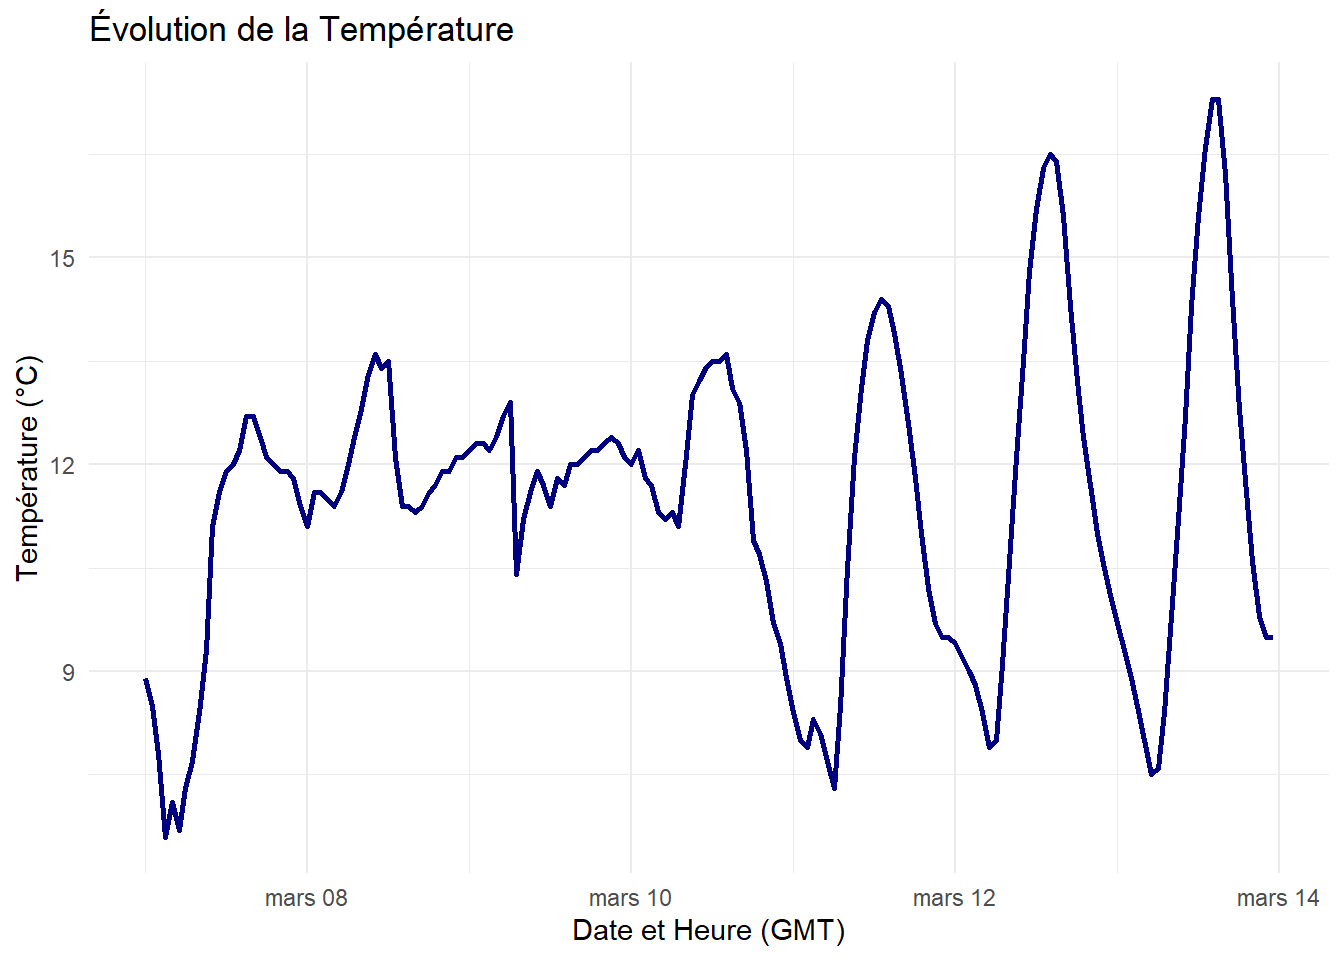 Évolution de la Température
Température (°C)
15
12
9
mars 08
mars 10
mars 12
mars 14
Date et Heure (GMT)